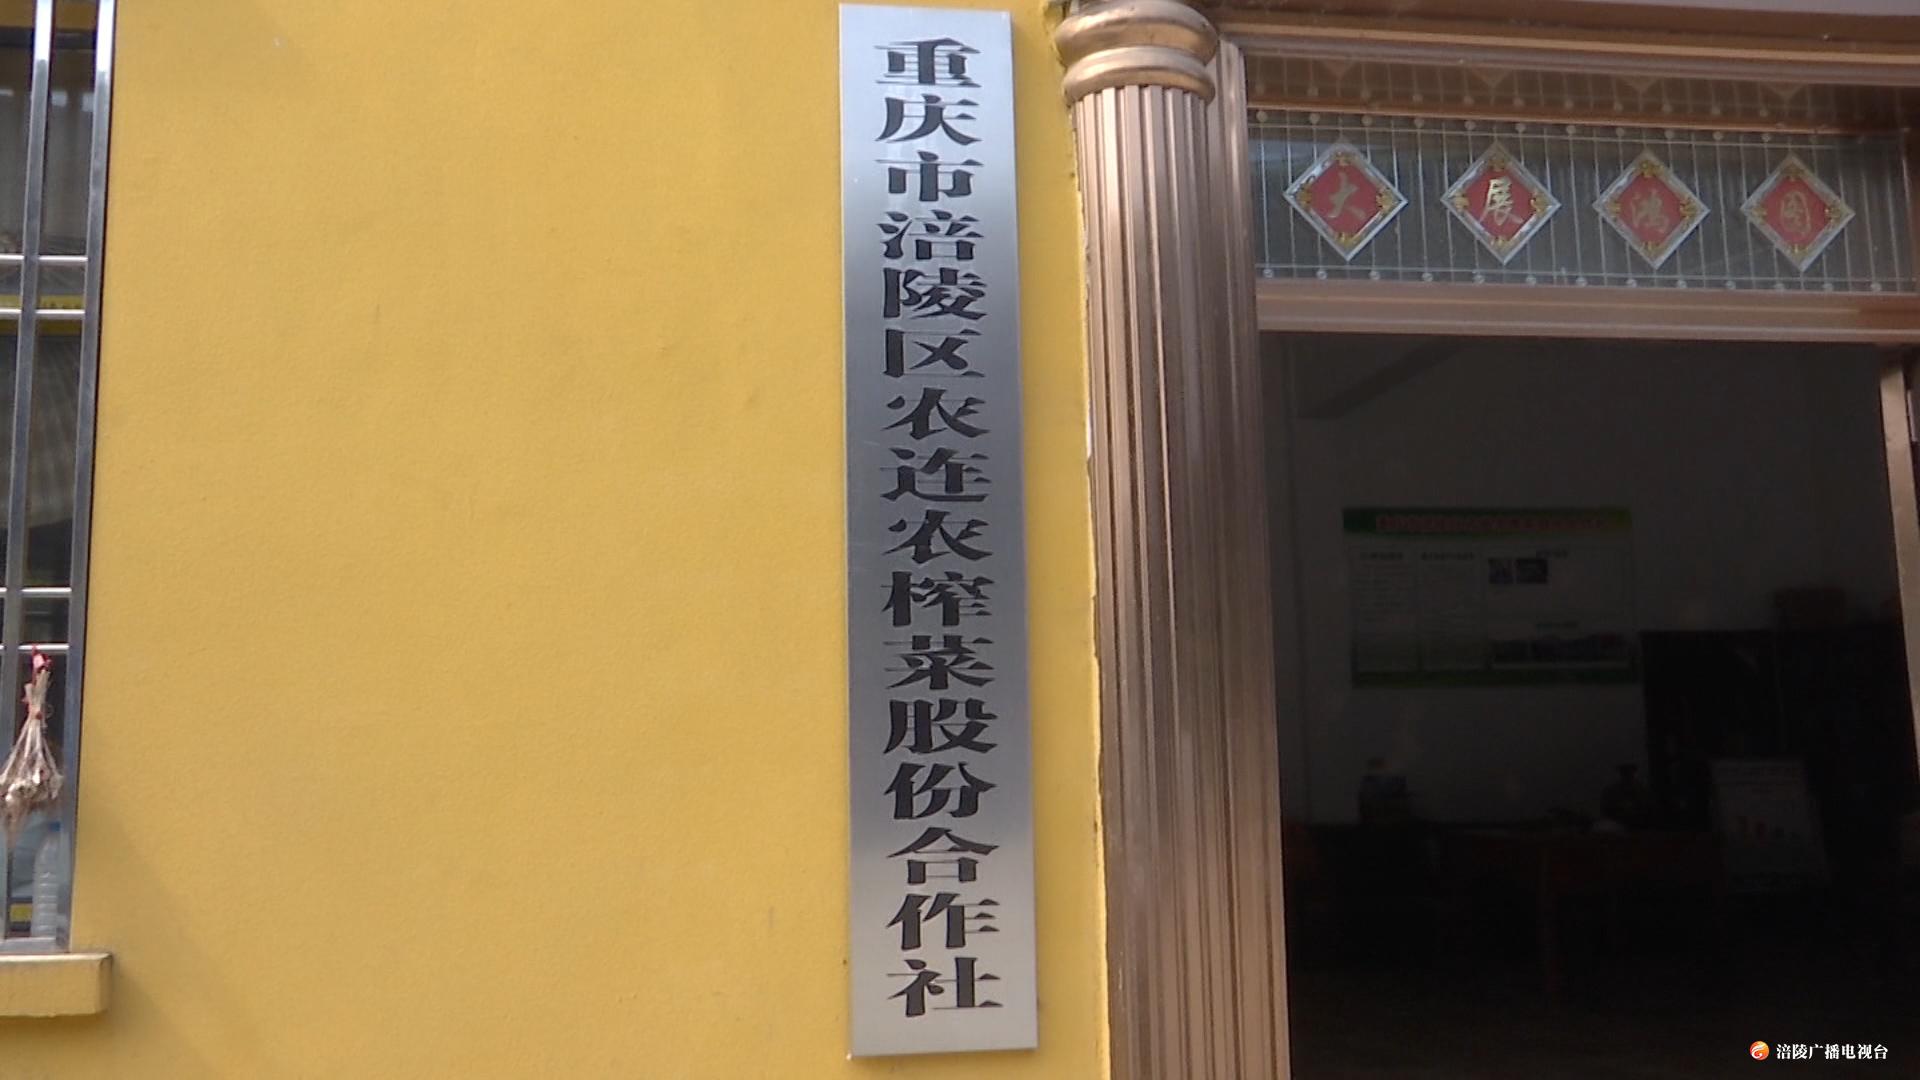 重庆市涪陵区农连农榨菜股份合作社
大展鸿图
涪陵广播电视台